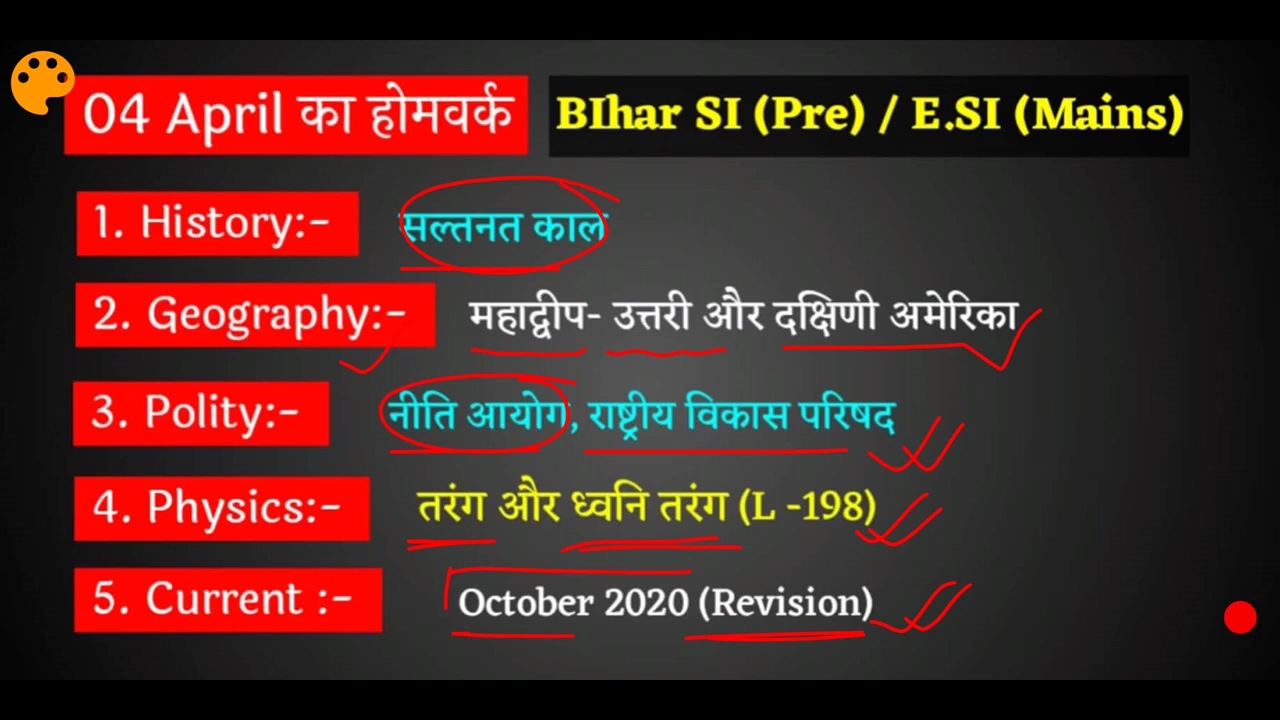 04 April का होमवर्क BIhar SI (Pre) / E.SI (Mains)
1. History:- सल्तनत काल
2. Geography:- महाद्वीप- उत्तरी और दक्षिणी अमेरिका
3. Polity:- नीति आयोग, राष्ट्रीय विकास परिषद
4. Physics:- तरंग और ध्वनि तरंग (L -198)
5. Current :- October 2020 (Revision)